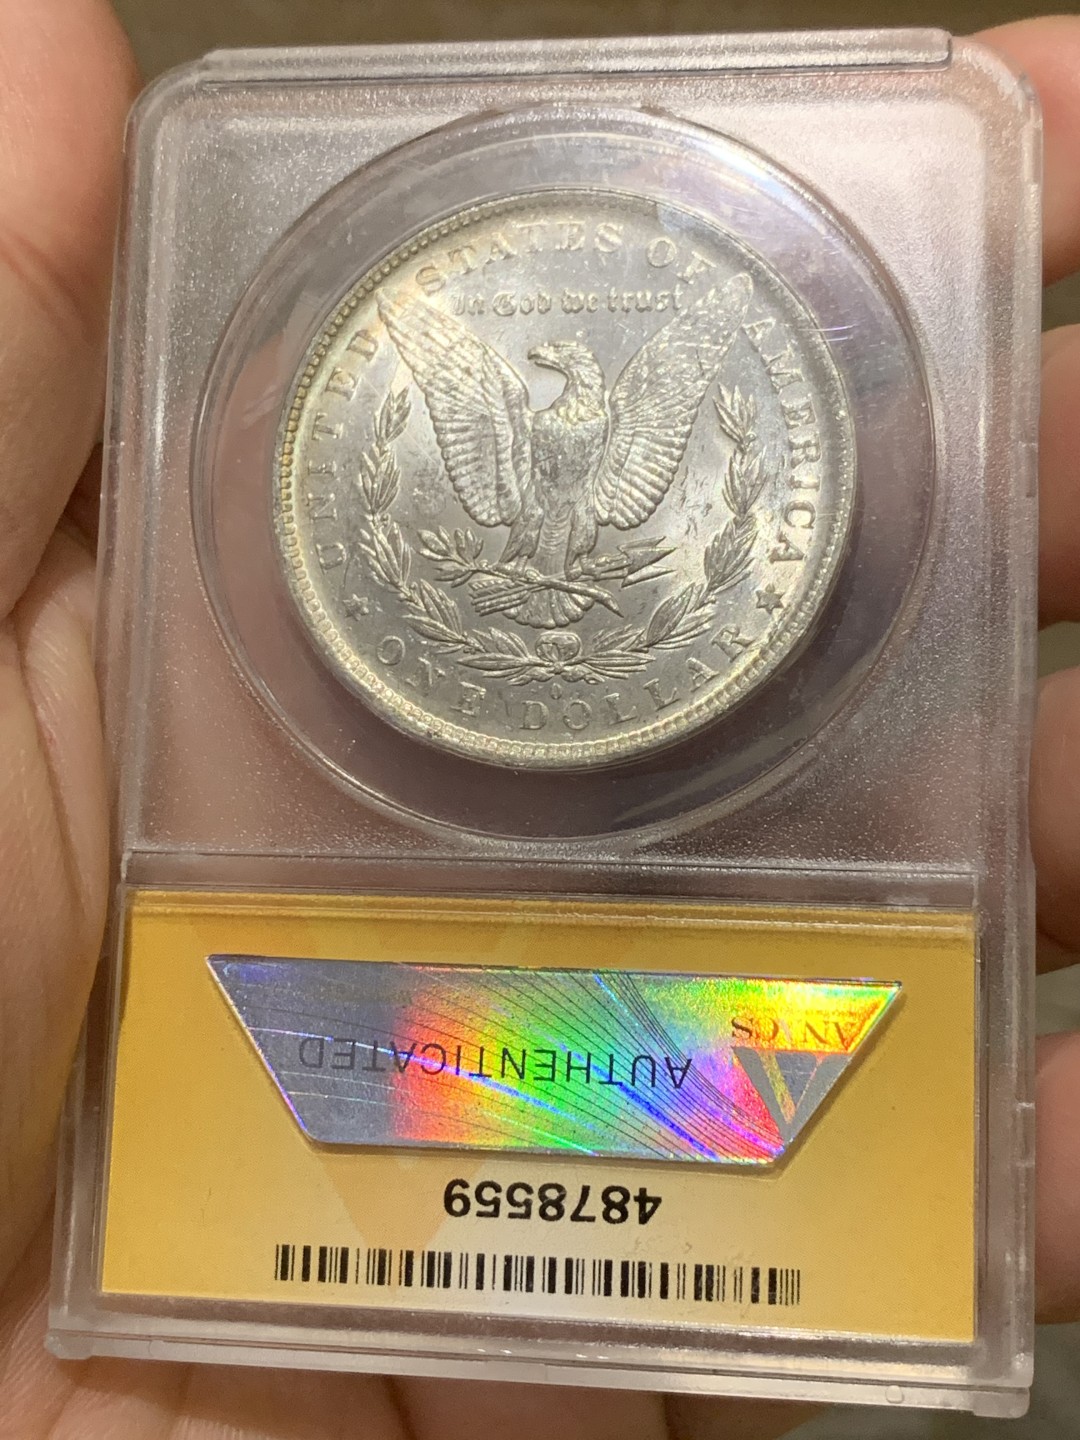 UNITED STATES OF AMERICA
In God we trust
O
ONE DOLLAR
ANACS
AUTHENTICATED
4878559